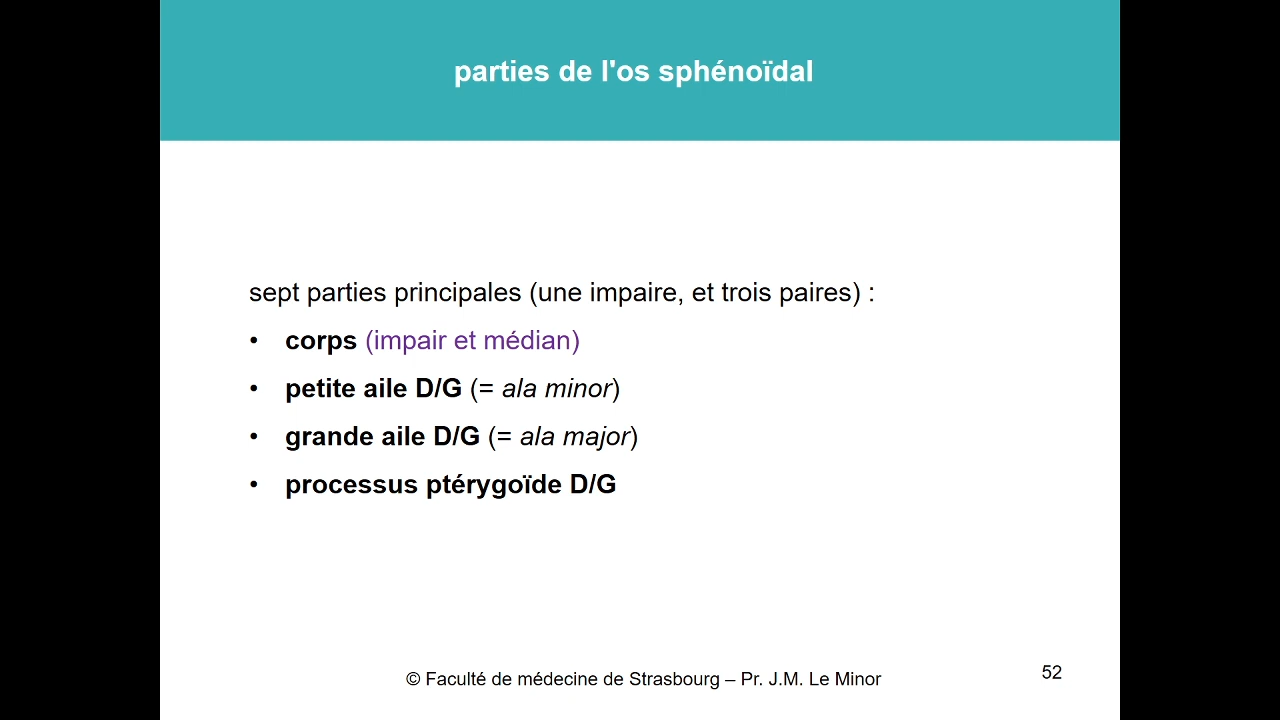 parties de l'os sphénoïdal
sept parties principales (une impaire, et trois paires) :
• corps (impair et médian)
• petite aile D/G (= ala minor)
• grande aile D/G (= ala major)
• processus ptérygoïde D/G
© Faculté de médecine de Strasbourg – Pr. J.M. Le Minor
52